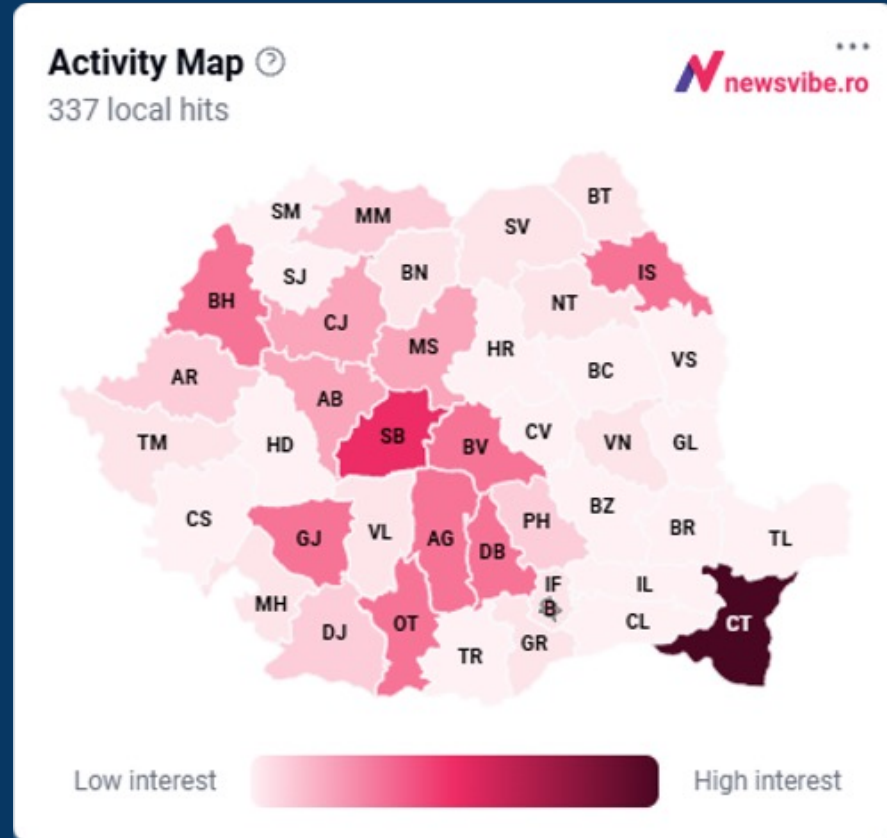 Activity Map ?
337 local hits
newsvibe.ro
BT
SM
MM
SV
IS
SJ
BN
BH
NT
CJ
MS
HR
VS
BC
AR
AB
SB
CV
TM
HD
BV
VN
GL
BZ
CS
PH
BR
VL
GJ
AG
TL
DB
IF
IL
MH
B
CL
CT
OT
DJ
GR
TR
Low interest
High interest